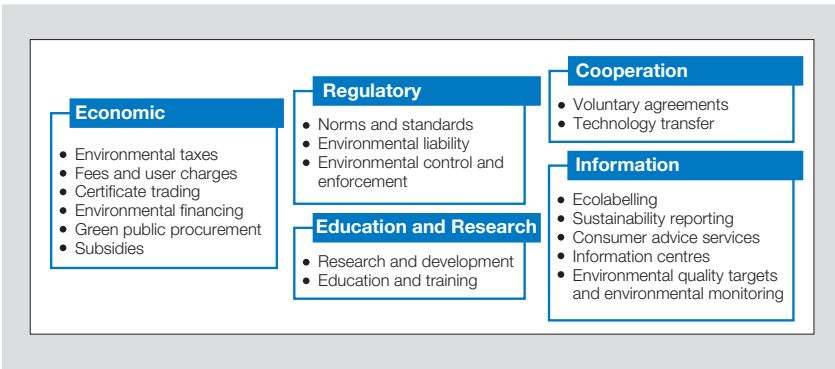 Economic
Environmental taxes
Fees and user charges
Certificate trading
Environmental financing
Green public procurement
Subsidies
Regulatory
Norms and standards
Environmental liability
Environmental control and
enforcement
Education and Research
Research and development
Education and training
Cooperation
Voluntary agreements
Technology transfer
Information
Ecolabelling
Sustainability reporting
Consumer advice services
Information centres
Environmental quality targets
and environmental monitoring